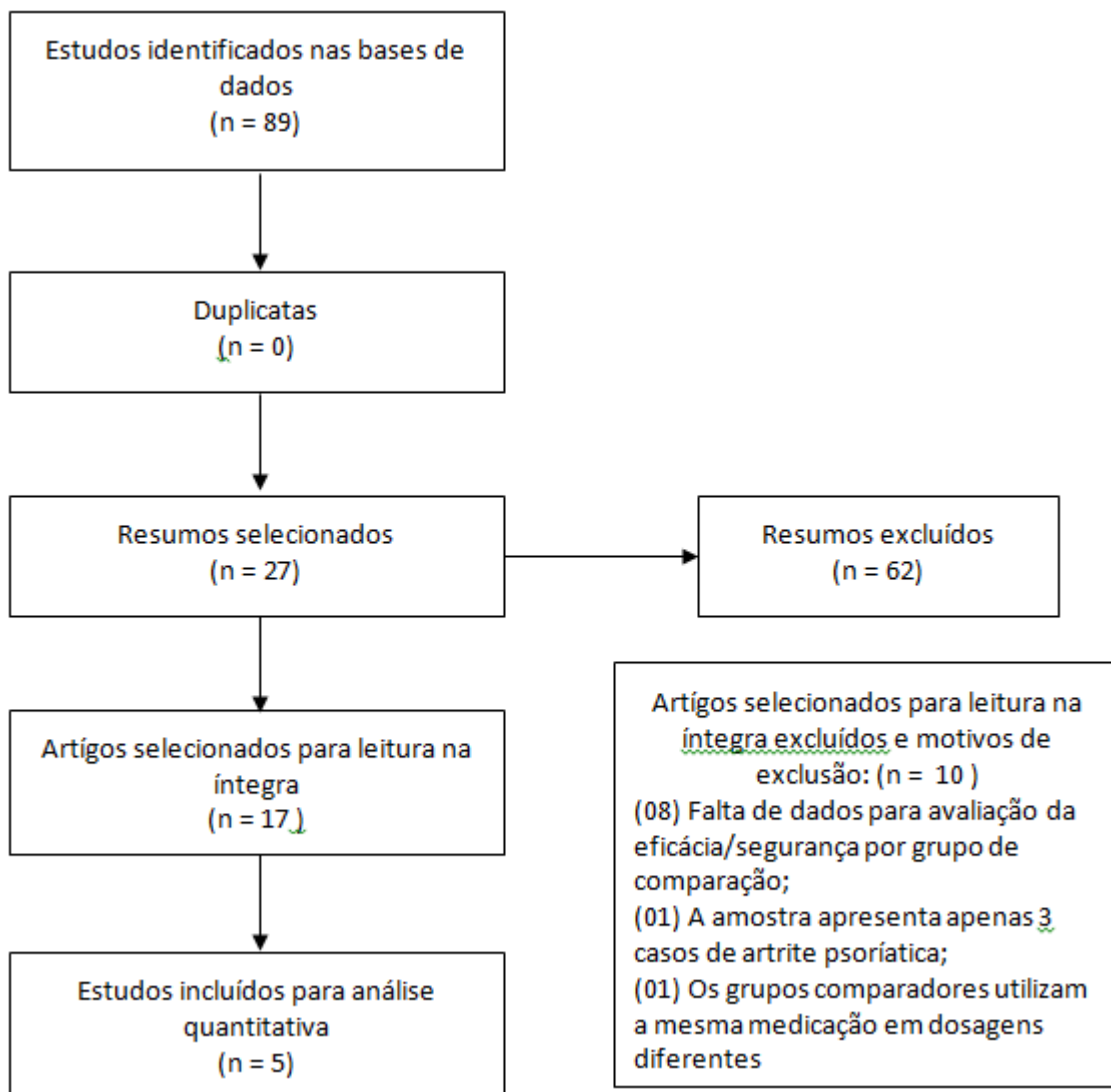 Estudos identificados nas bases de
dados
(n = 89)
Duplicatas
(n = 0)
Resumos selecionados
(n = 27)
Resumos excluídos
(n = 62)
Artígos selecionados para leitura na
íntegra
(n = 17 )
Artígos selecionados para leitura na
íntegra excluídos e motivos de
exclusão: (n =  10 )
(08) Falta de dados para avaliação da
eficácia/segurança por grupo de
comparação;
(01) A amostra apresenta apenas 3
casos de artrite psoríatica;
(01) Os grupos comparadores utilizam
a mesma medicação em dosagens
diferentes
Estudos incluídos para análise
quantitativa
(n = 5)